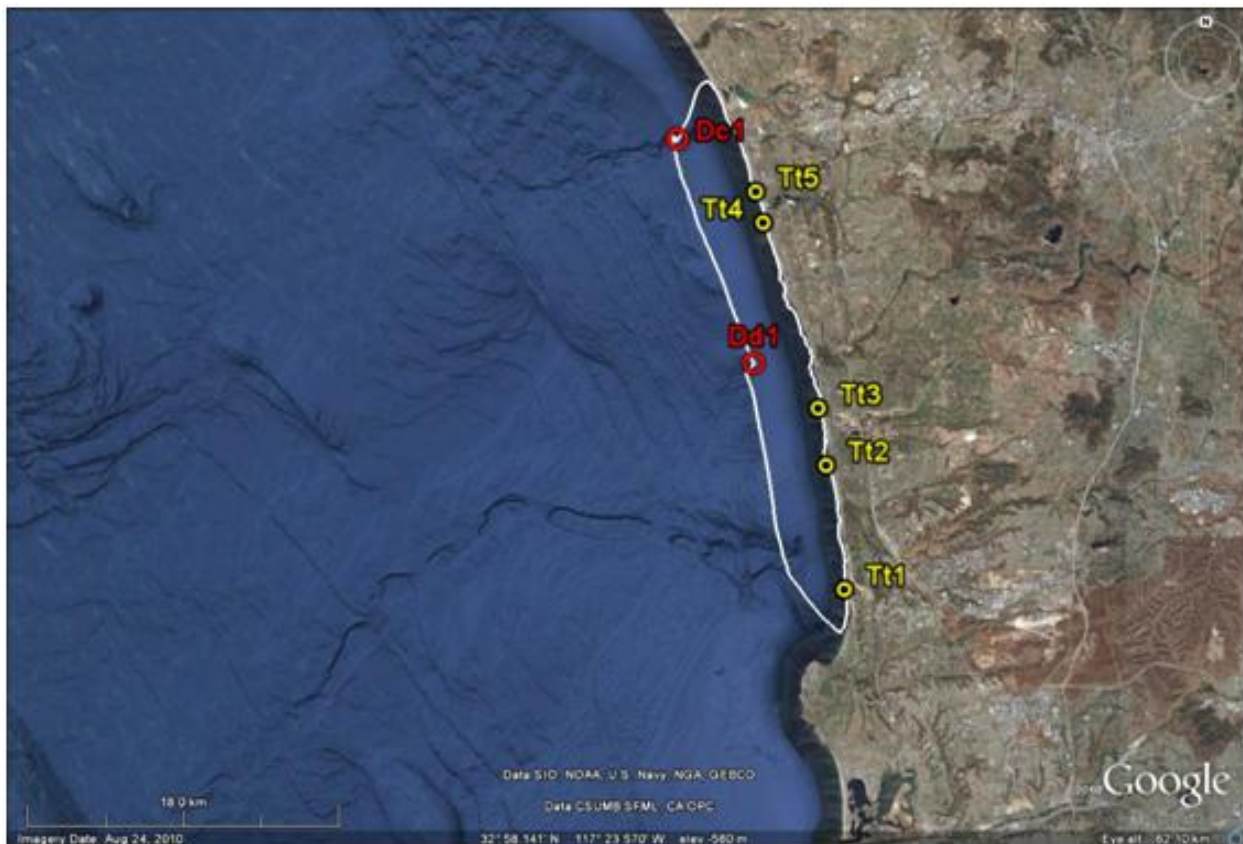 N
Dc1
Tt5
Tt4
Dd1
Tt3
Tt2
Tt1
Data SIO, NOAA, U.S. Navy, NGA, GEBCO
18.0 km
Data CSUMB SFML, CA OPC
Google
Imagery Date: Aug 24, 2010
32°58.141' N 117°23.570' W elev -560 m
Eye alt 62.10 km